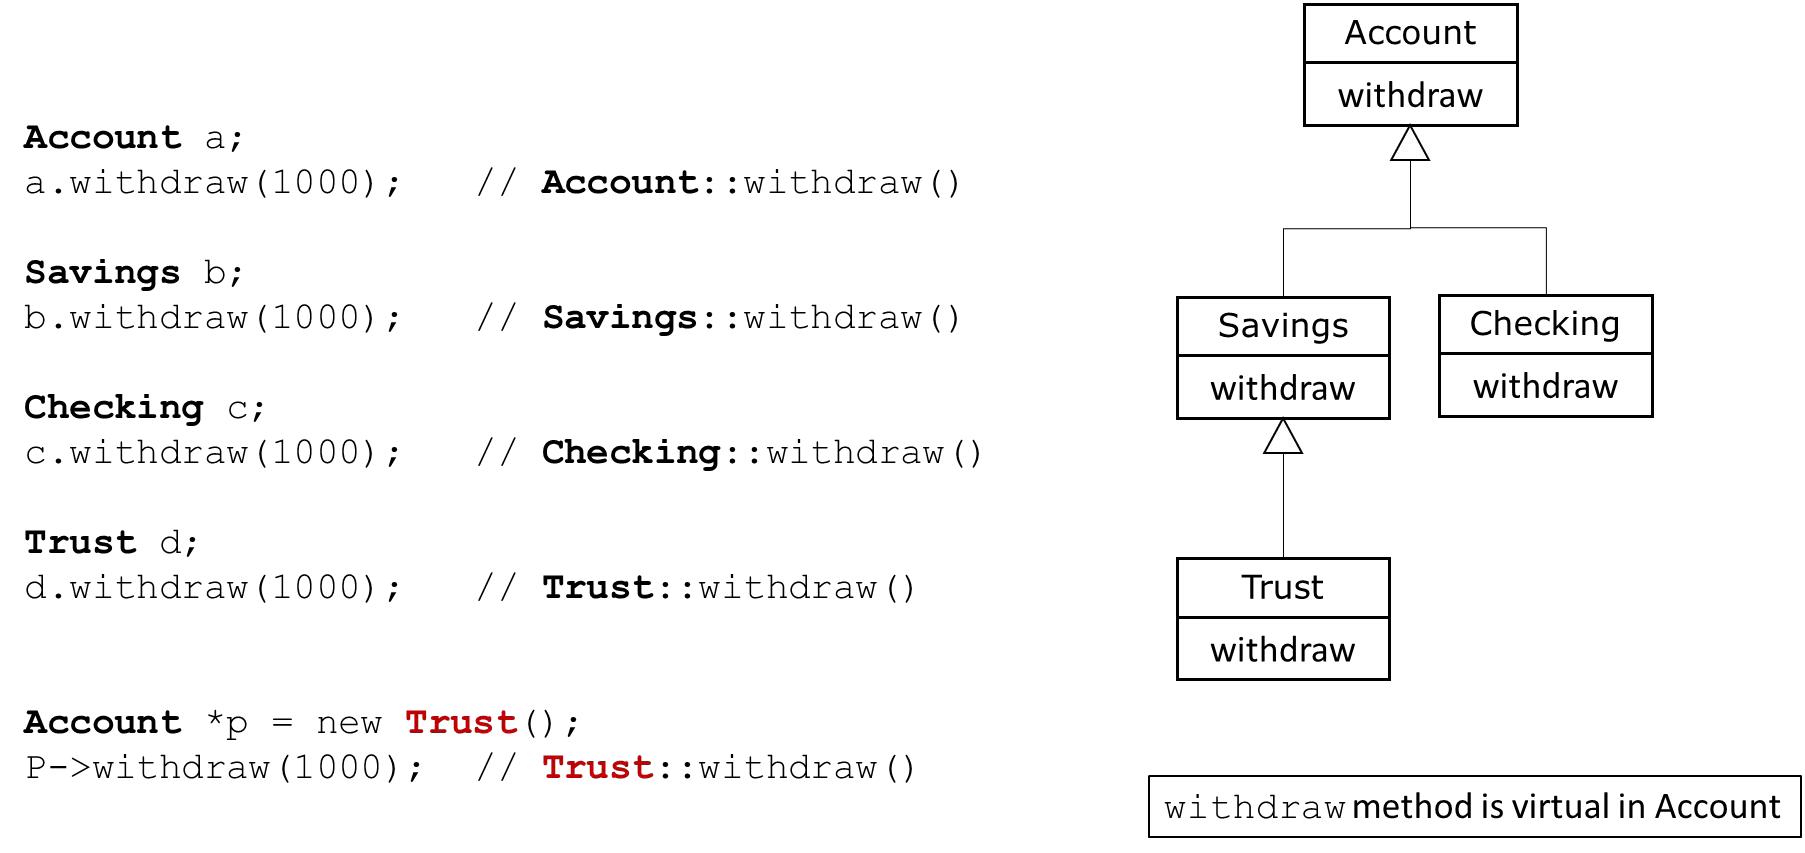 Account a;
a.withdraw(1000);   // Account::withdraw()
Savings b;
b.withdraw(1000);   // Savings::withdraw()
Checking c;
c.withdraw(1000);   // Checking::withdraw()
Trust d;
d.withdraw(1000);   // Trust::withdraw()
Account *p = new Trust();
P->withdraw(1000);  // Trust::withdraw()
Account
withdraw
Savings
withdraw
Checking
withdraw
Trust
withdraw
withdraw method is virtual in Account